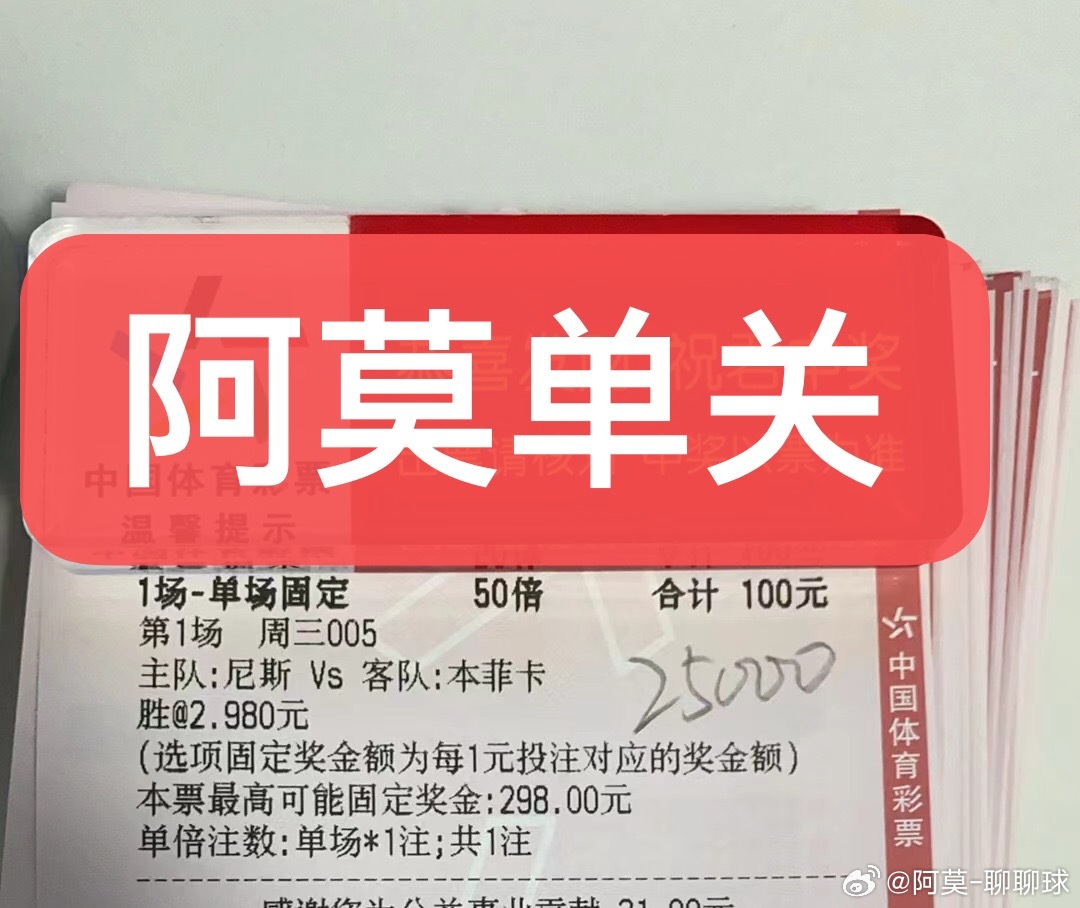 阿莫单关
中国体育彩票
温馨提示
1场-单场固定 50倍 合计 100元
第1场 周三005
主队:尼斯 Vs 客队:本菲卡
25000
胜@2.980元
(选项固定奖金额为每1元投注对应的奖金额)
本票最高可能固定奖金:298.00元
单倍注数:单场*1注;共1注
中国体育彩票
@阿莫-聊聊球